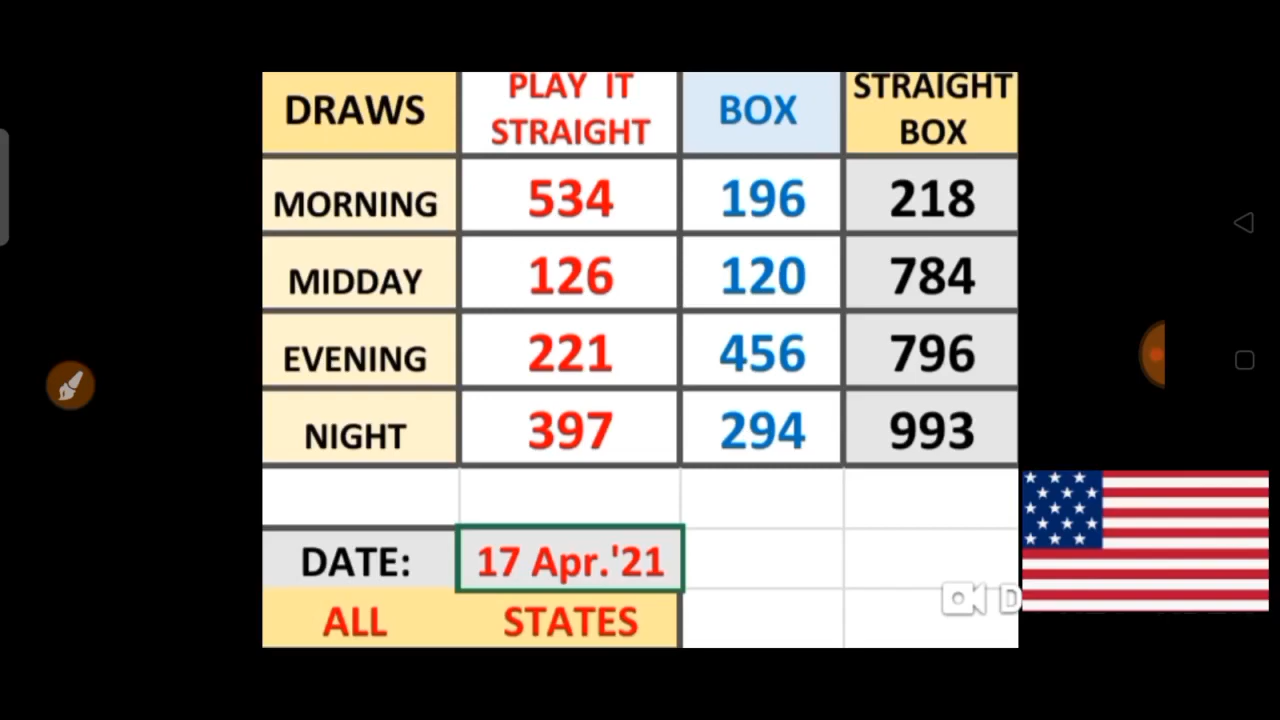 DRAWS PLAY IT STRAIGHT BOX STRAIGHT BOX
MORNING 534 196 218
MIDDAY 126 120 784
EVENING 221 456 796
NIGHT 397 294 993
DATE: 17 Apr.'21
ALL STATES
D